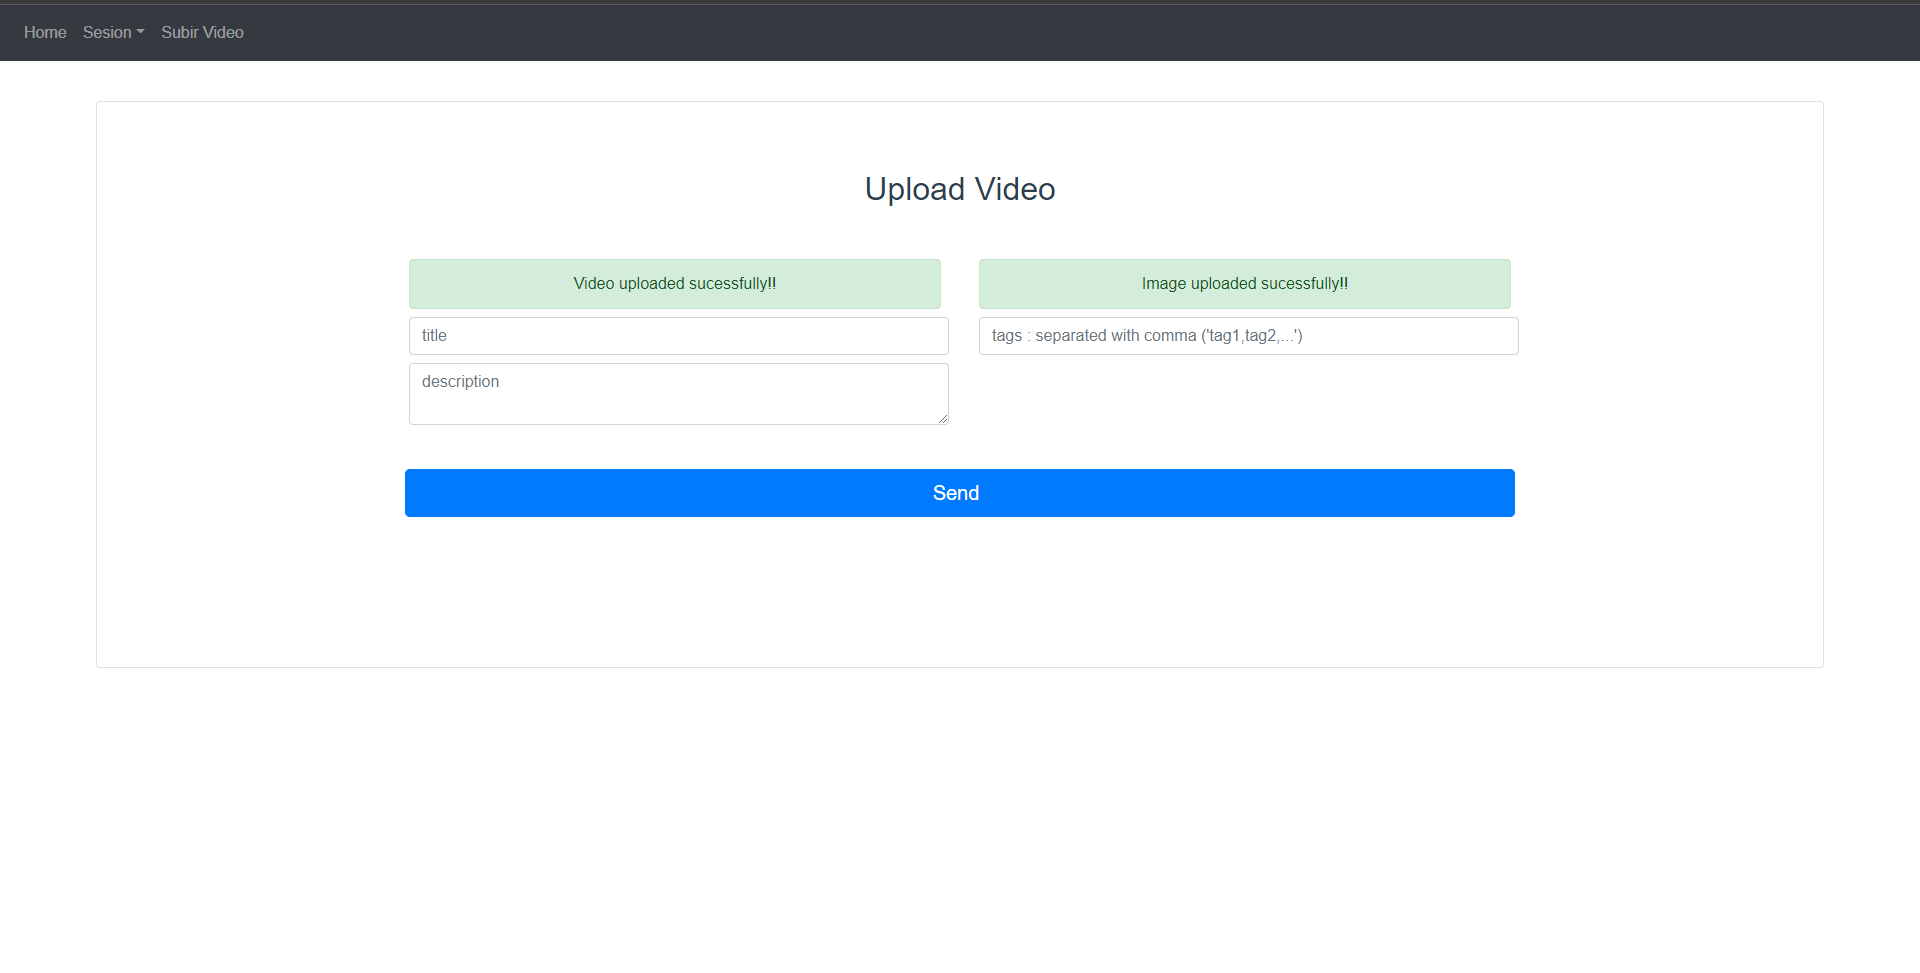 Home Sesion Subir Video
Upload Video
Video uploaded sucessfully!!
Image uploaded sucessfully!!
title
tags : separated with comma ('tag1,tag2,...')
description
Send